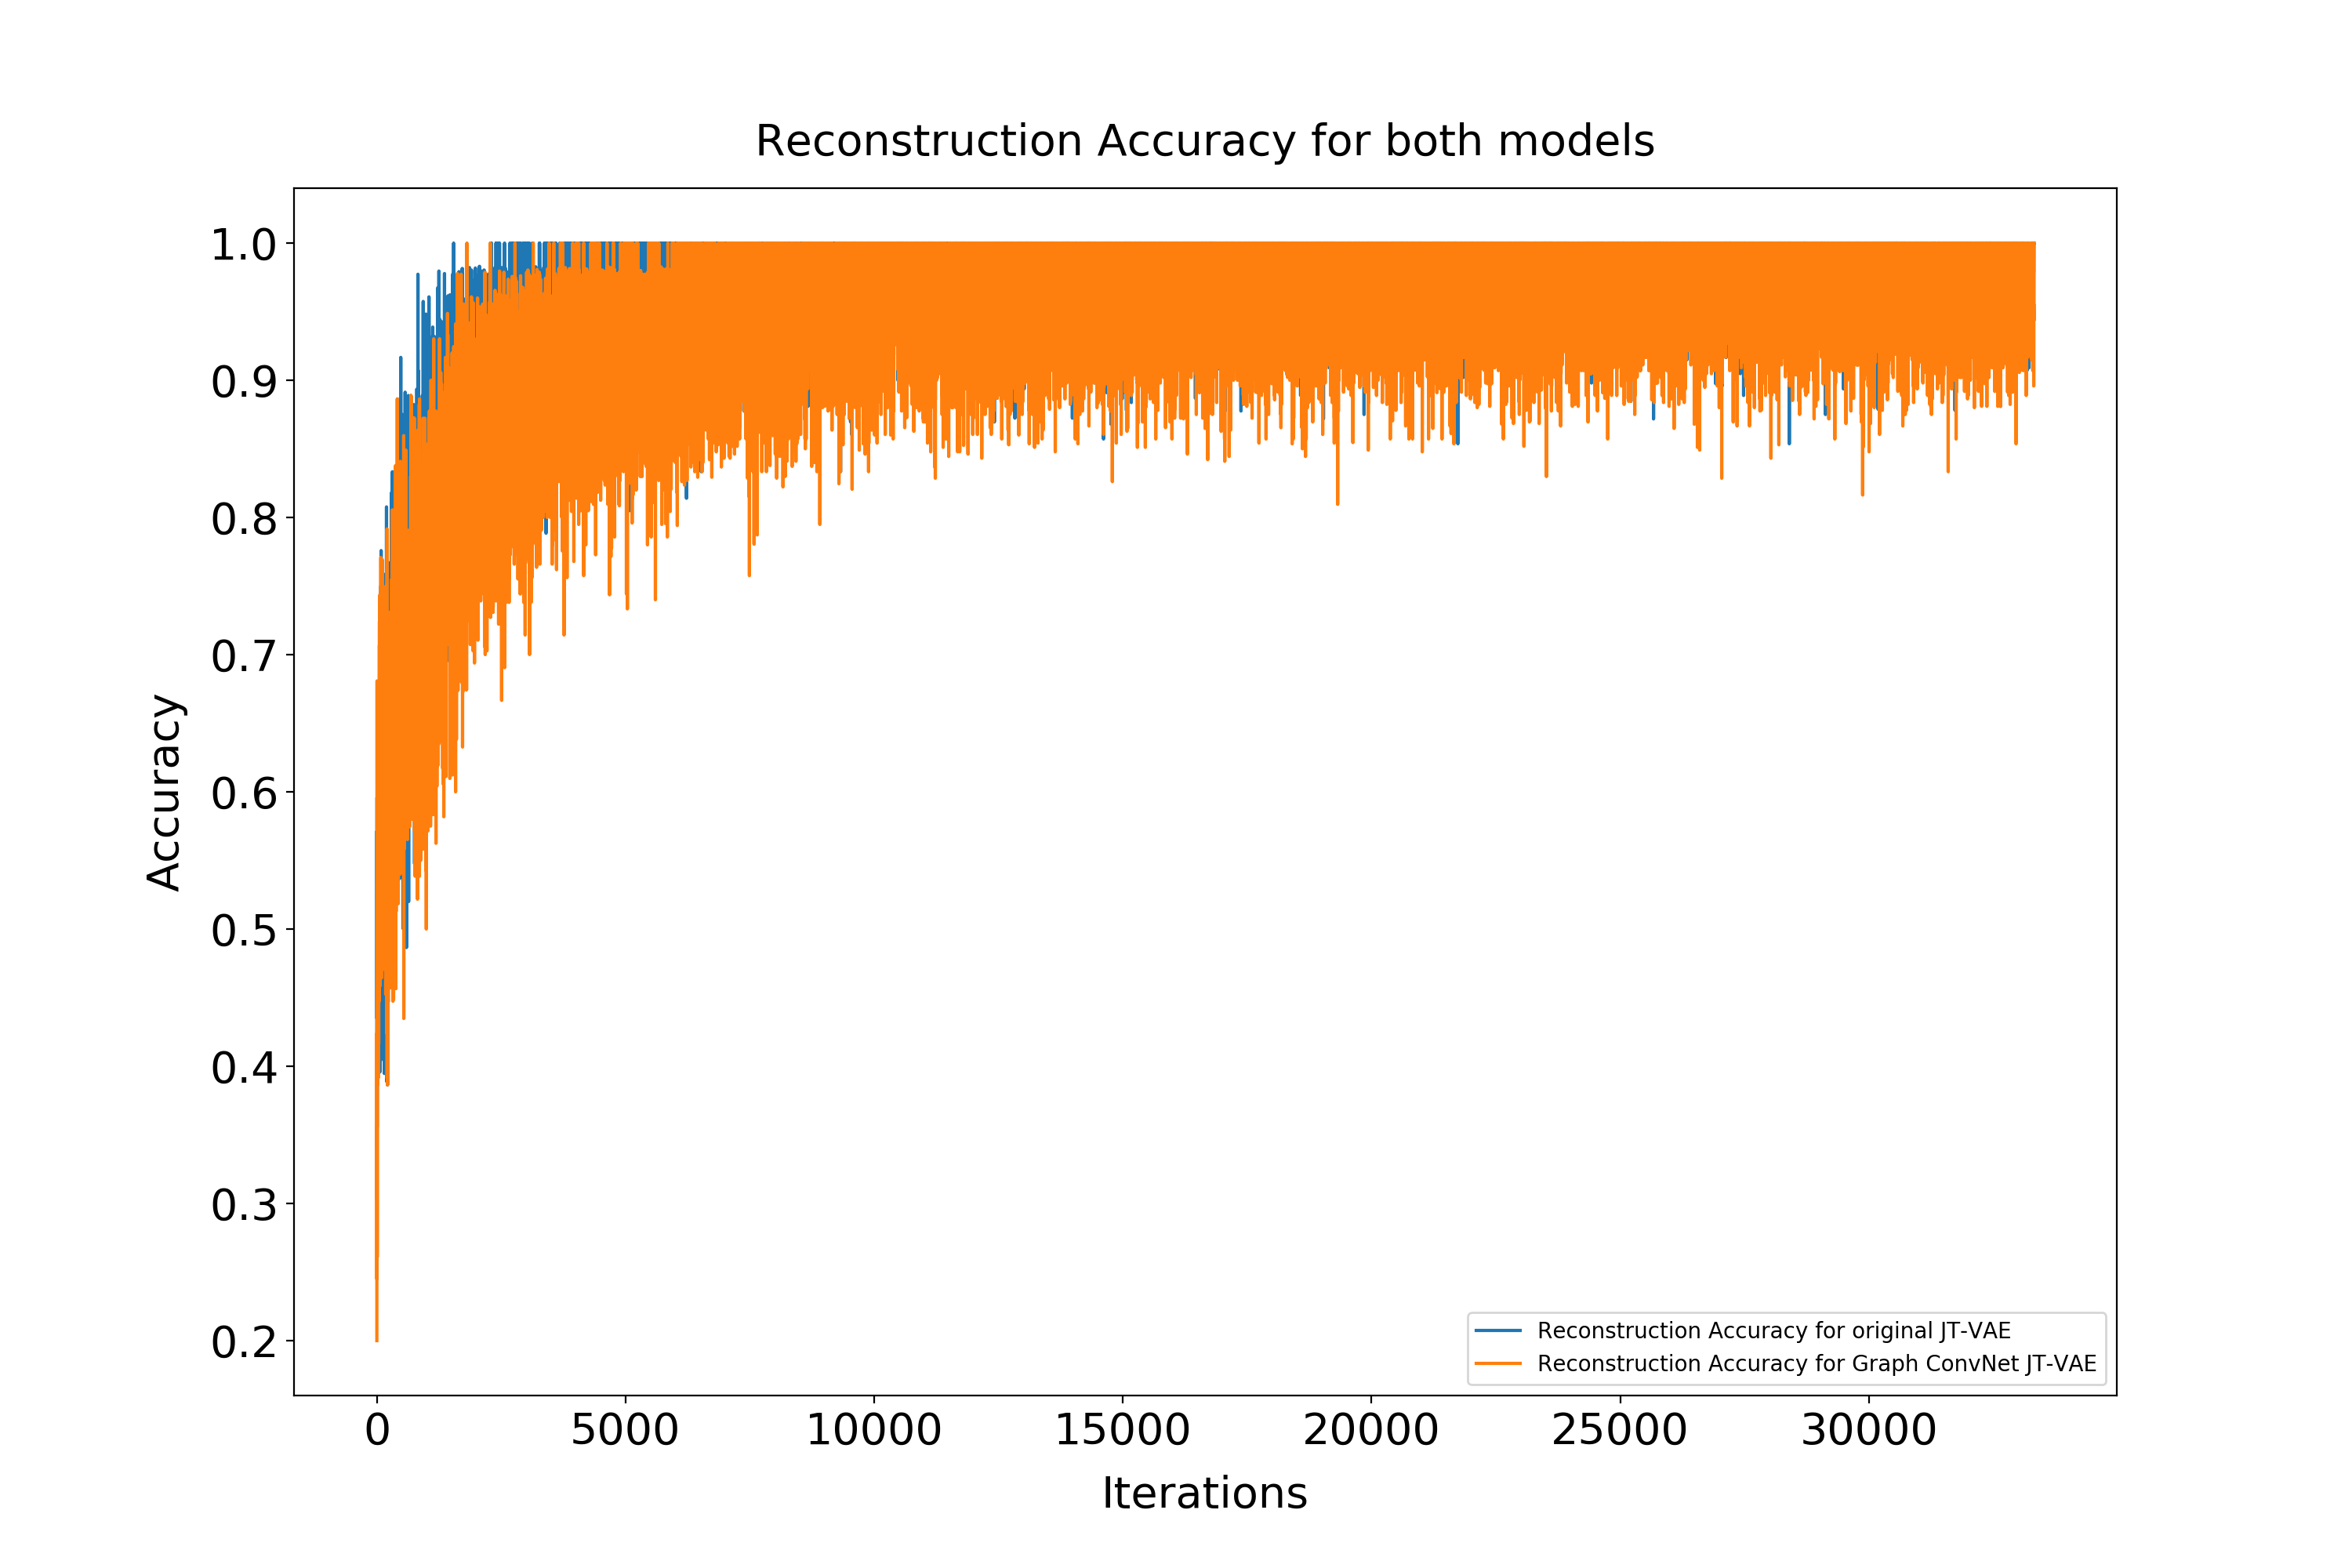 Reconstruction Accuracy for both models
1.0
0.9
0.8
0.7
0.6
0.5
0.4
0.3
0.2
Accuracy
Reconstruction Accuracy for original JT-VAE
Reconstruction Accuracy for Graph ConvNet JT-VAE
0 5000 10000 15000 20000 25000 30000
Iterations